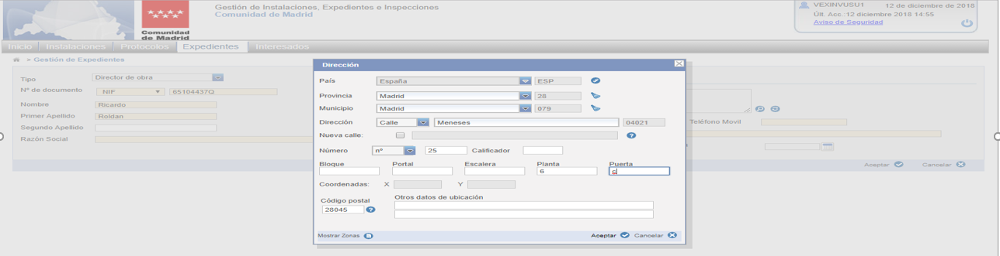 Gestión de Instalaciones, Expedientes e Inspecciones
Comunidad de Madrid
Comunidad
de Madrid
VEXINVUSU1 12 de diciembre de 2018
Últ. Acc.:12 diciembre 2018 14:55
Aviso de Seguridad
Inicio Instalaciones Protocolos Expedientes Interesados
> Gestión de Expedientes
Tipo Director de obra
Nº de documento NIF 65104437Q
Nombre Ricardo
Primer Apellido Roldan
Segundo Apellido
Razón Social
Teléfono Movil
Aceptar Cancelar
Dirección
País España ESP
Provincia Madrid 28
Municipio Madrid 079
Dirección Calle Meneses 04021
Nueva calle:
Número nº 25 Calificador
Bloque Portal Escalera Planta Puerta
6 c
Coordenadas: X Y
Código postal Otros datos de ubicación
28045
Mostrar Zonas Aceptar Cancelar